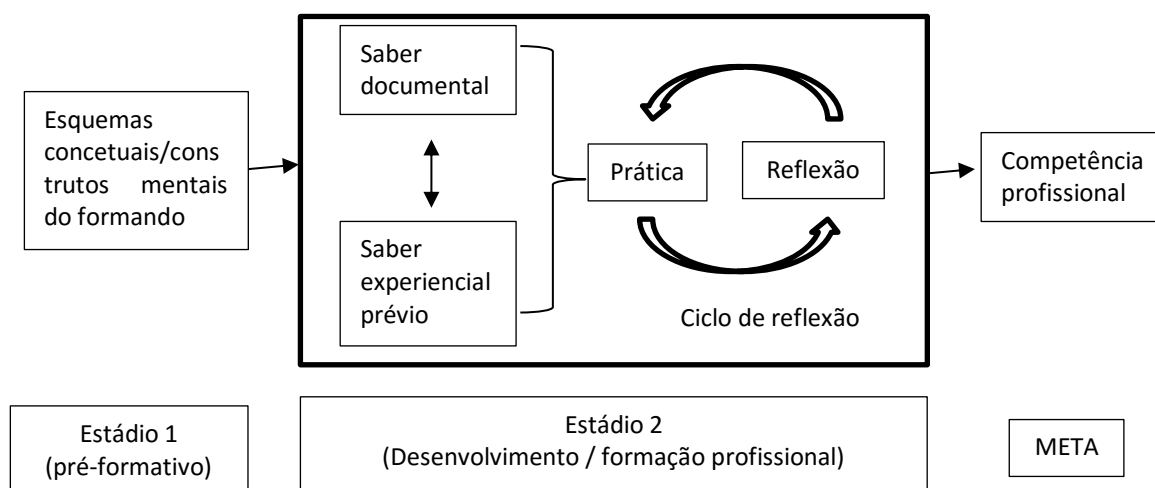 Esquemas
concetuais/cons
trutos mentais
do formando
Saber
documental
Saber
experiencial
prévio
Prática
Reflexão
Ciclo de reflexão
Competência
profissional
Estádio 1
(pré-formativo)
Estádio 2
(Desenvolvimento / formação profissional)
META